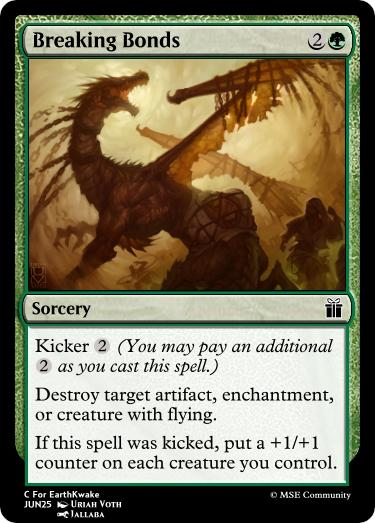 Breaking Bonds 2
Sorcery
Kicker 2 (You may pay an additional
2 as you cast this spell.)
Destroy target artifact, enchantment,
or creature with flying.
If this spell was kicked, put a +1/+1
counter on each creature you control.
C For EarthKwake
JUN25 Uriah Voth © MSE Community
Jallaba